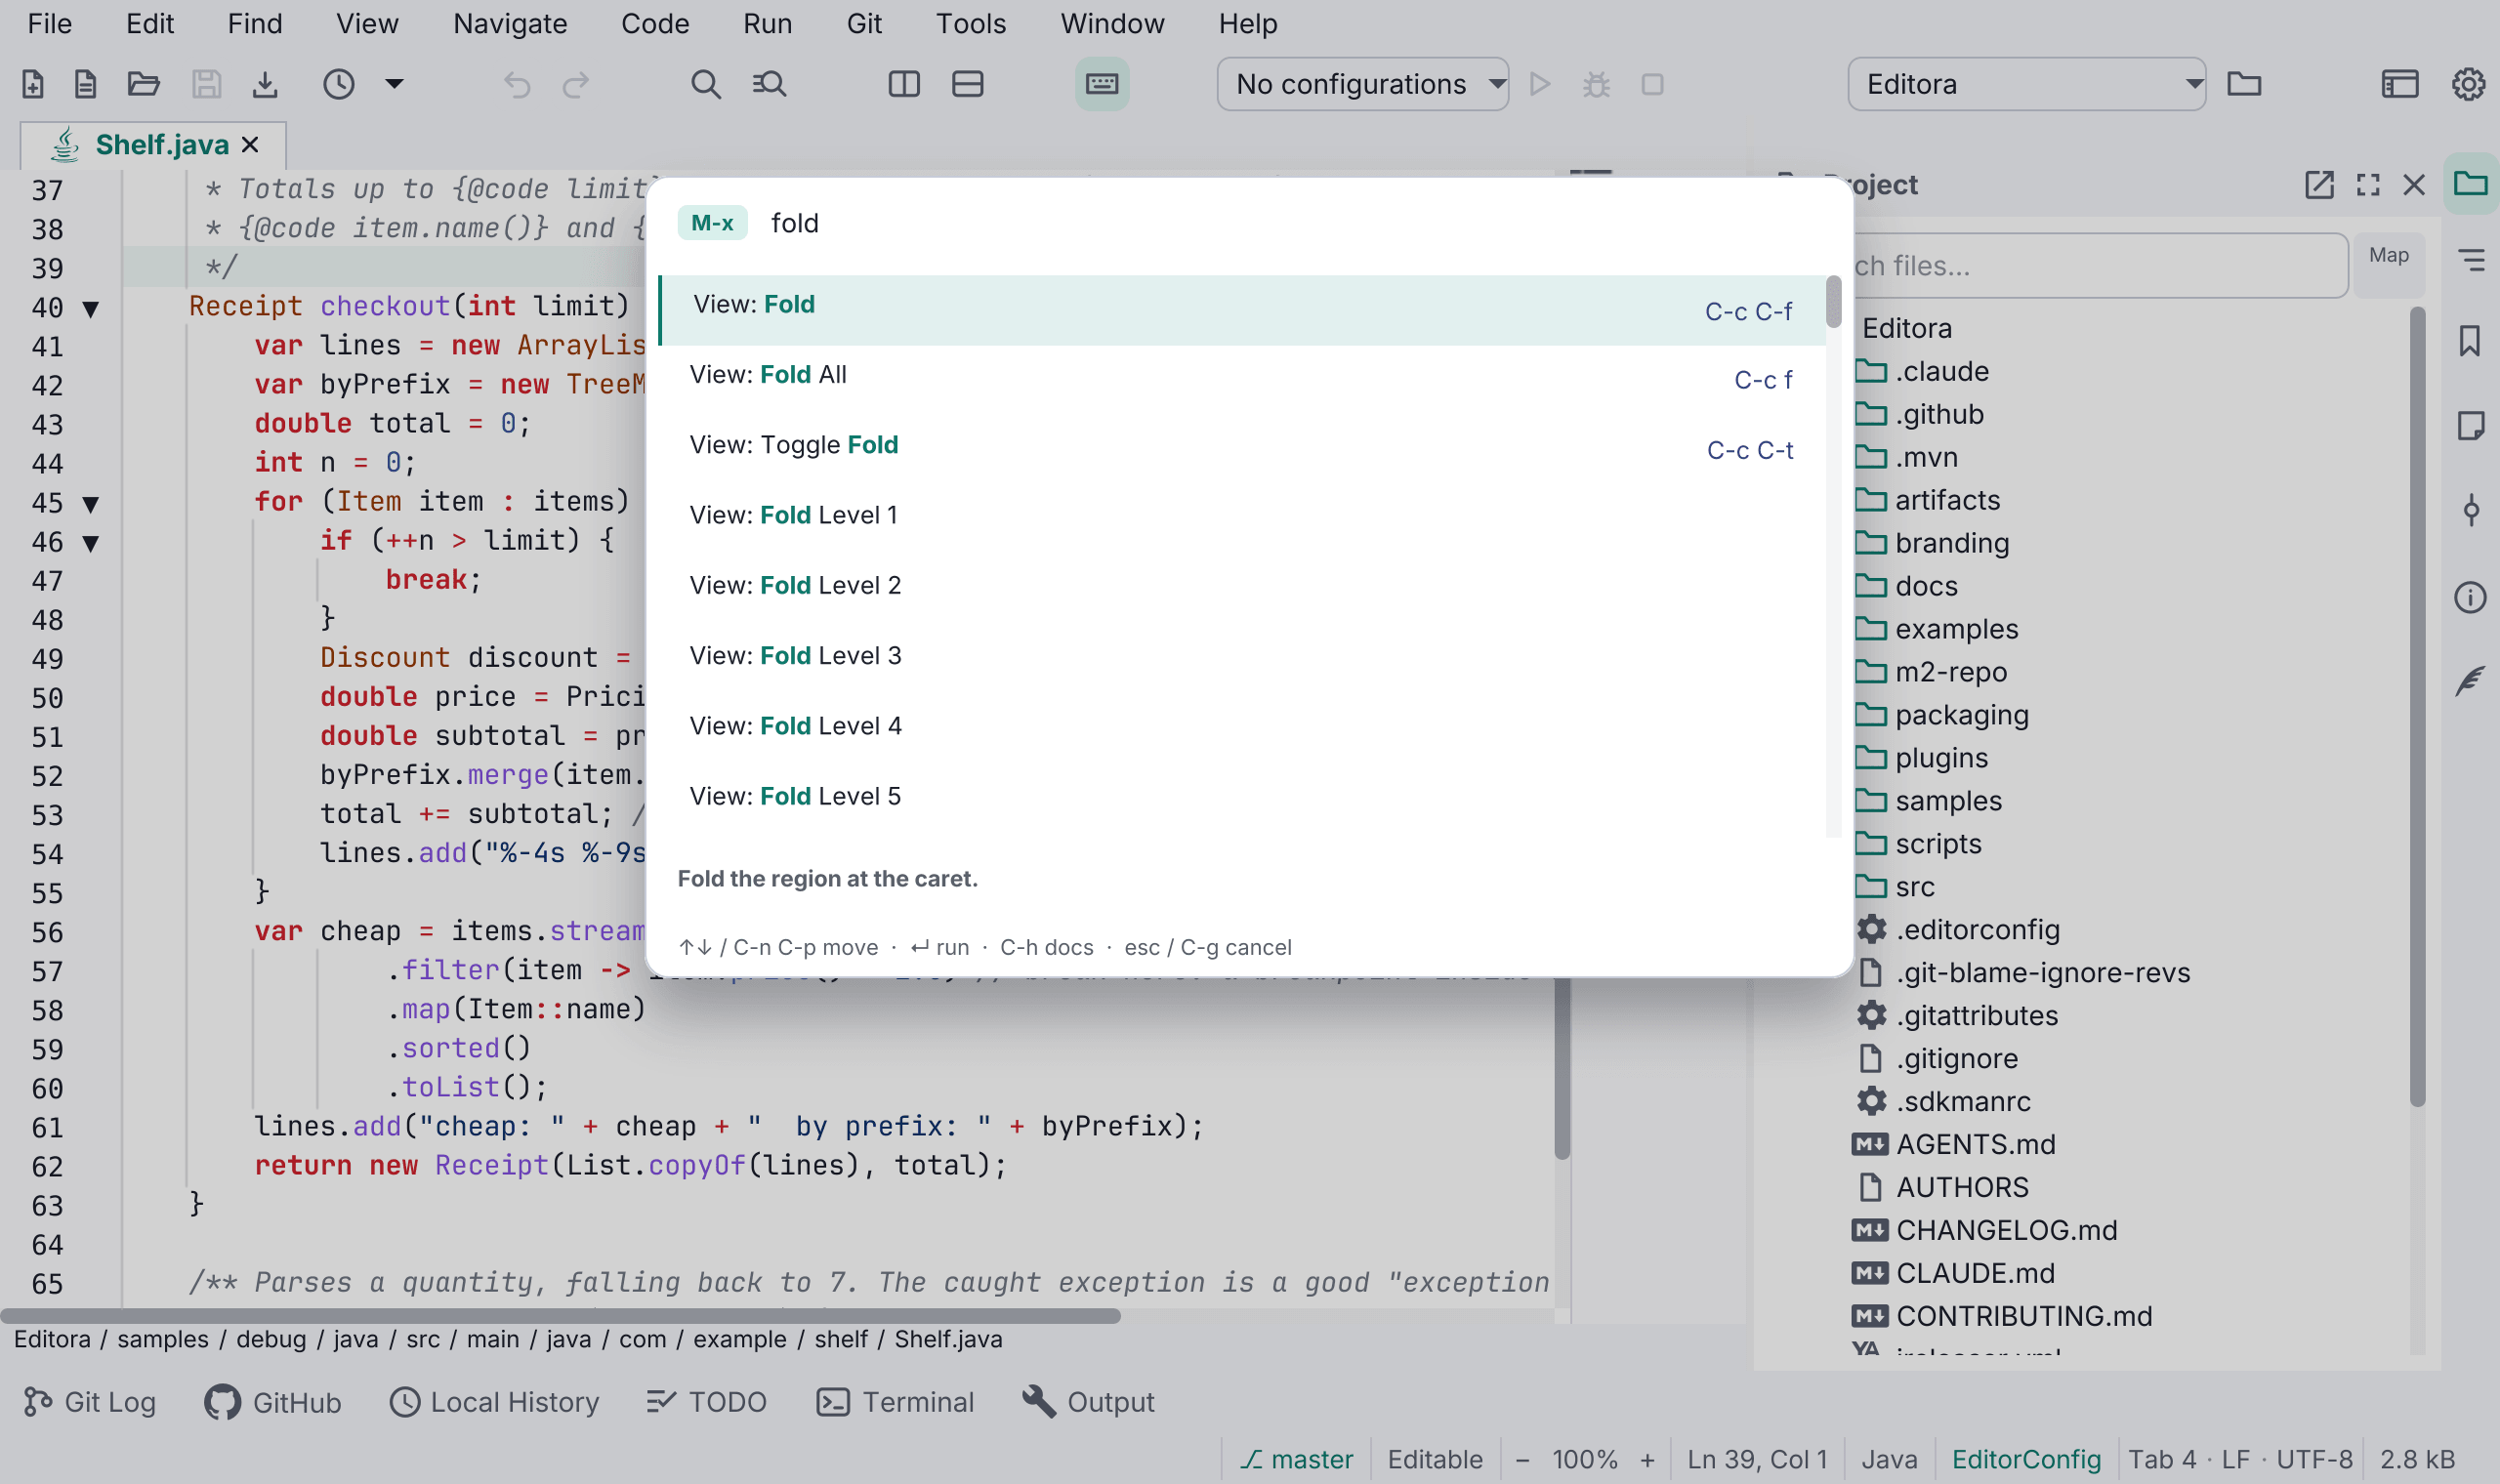 File Edit Find View Navigate Code Run Git Tools Window Help
No configurations Editora
Shelf.java
37 * Totals up to {@code limit}
38 * {@code item.name()} and {
39 */
40 Receipt checkout(int limit)
41 var lines = new ArrayLis
42 var byPrefix = new TreeM
43 double total = 0;
44 int n = 0;
45 for (Item item : items)
46 if (++n > limit) {
47 break;
48 }
49 Discount discount =
50 double price = Prici
51 double subtotal = pr
52 byPrefix.merge(item.
53 total += subtotal; /
54 lines.add("%-4s %-9s
55 }
56 var cheap = items.stream
57 .filter(item ->
58 .map(Item::name)
59 .sorted()
60 .toList();
61 lines.add("cheap: " + cheap + "  by prefix: " + byPrefix);
62 return new Receipt(List.copyOf(lines), total);
63 }
64
65 /** Parses a quantity, falling back to 7. The caught exception is a good "exception
M-x fold
View: Fold C-c C-f
View: Fold All C-c f
View: Toggle Fold C-c C-t
View: Fold Level 1
View: Fold Level 2
View: Fold Level 3
View: Fold Level 4
View: Fold Level 5
Fold the region at the caret.
↑↓ / C-n C-p move · ↵ run · C-h docs · esc / C-g cancel
oject
ch files...
Map
Editora
.claude
.github
.mvn
artifacts
branding
docs
examples
m2-repo
packaging
plugins
samples
scripts
src
.editorconfig
.git-blame-ignore-revs
.gitattributes
.gitignore
.sdkmanrc
AGENTS.md
AUTHORS
CHANGELOG.md
CLAUDE.md
CONTRIBUTING.md
Editora / samples / debug / java / src / main / java / com / example / shelf / Shelf.java
Git Log GitHub Local History TODO Terminal Output
master Editable − 100% + Ln 39, Col 1 Java EditorConfig Tab 4 · LF · UTF-8 2.8 kB